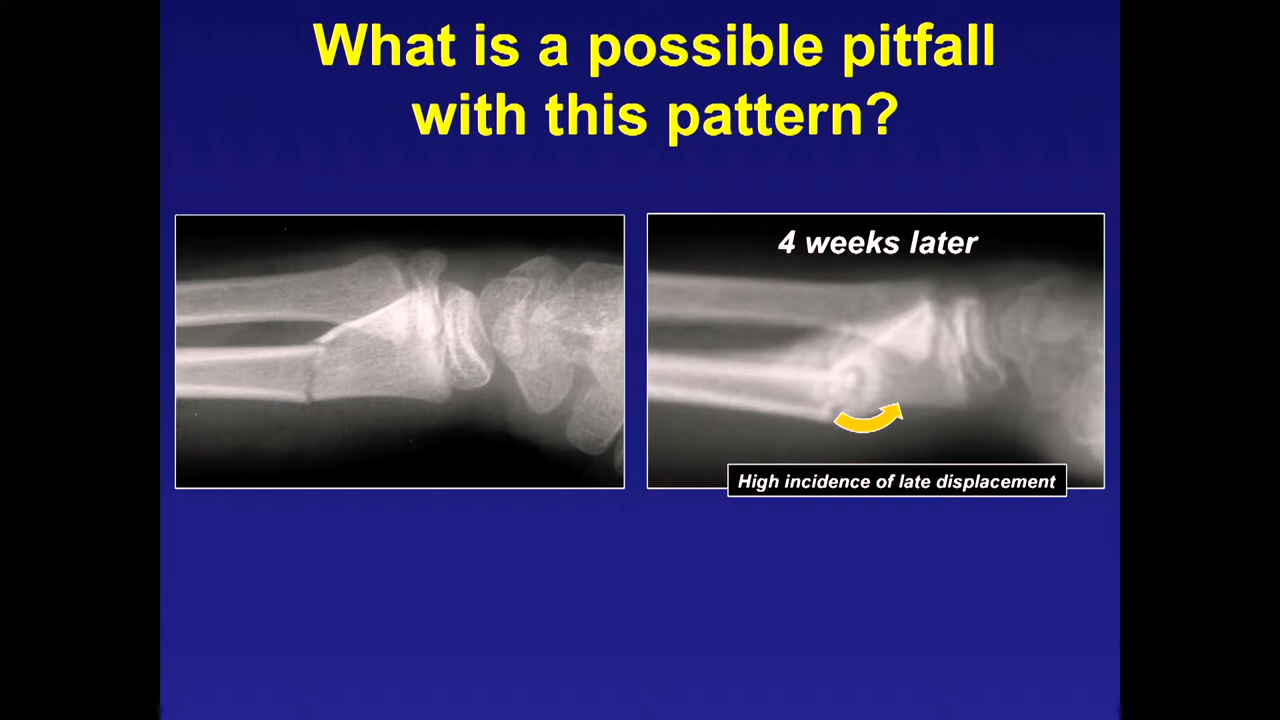 What is a possible pitfall
with this pattern?
4 weeks later
High incidence of late displacement